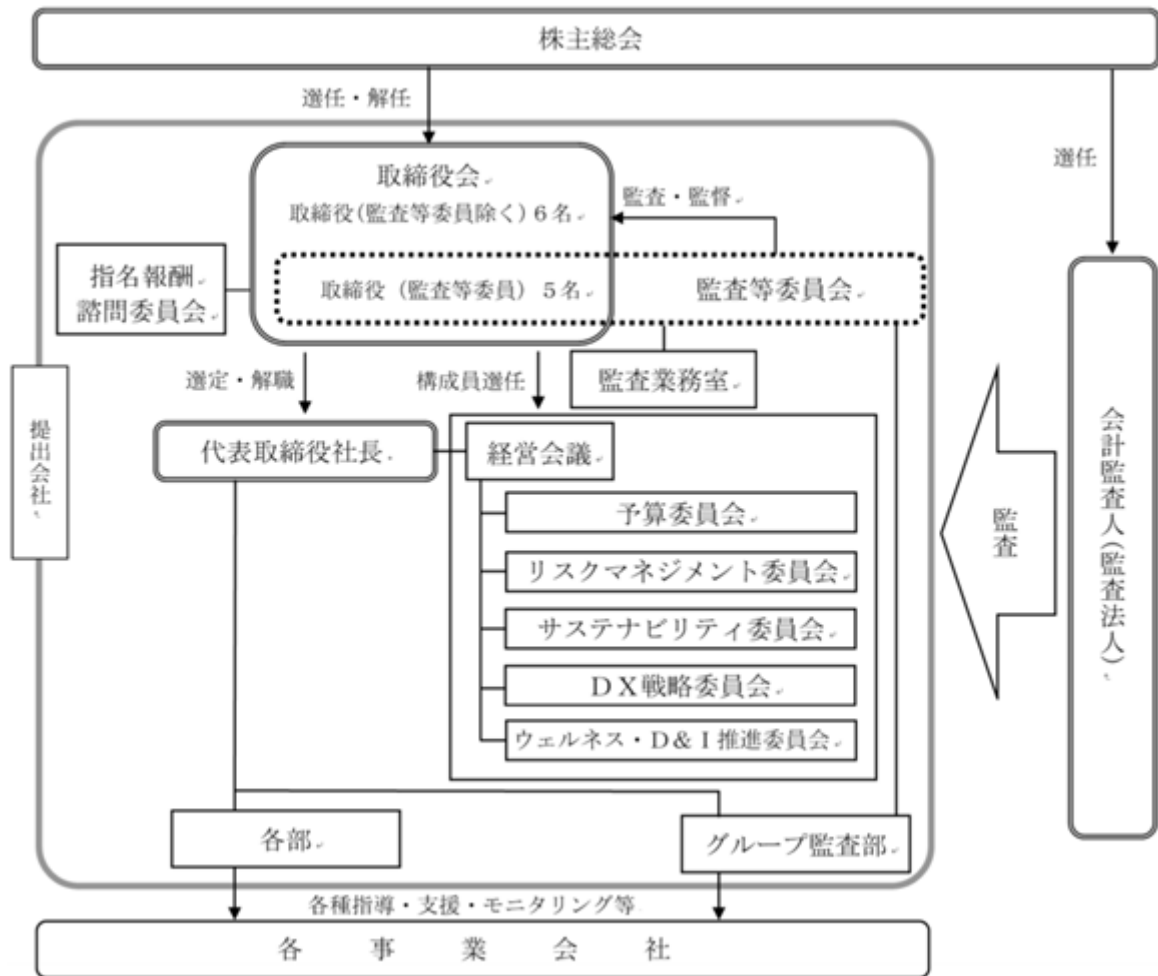 株主総会
選任・解任
選任
取締役会
取締役(監査等委員除く)6名
監査・監督
指名報酬
諮問委員会
取締役（監査等委員）5名
監査等委員会
選定・解職
構成員選任
監査業務室
提出会社
代表取締役社長
経営会議
予算委員会
リスクマネジメント委員会
サステナビリティ委員会
ＤＸ戦略委員会
ウェルネス・Ｄ＆Ｉ推進委員会
監査
会計監査人(監査法人)
各部
グループ監査部
各種指導・支援・モニタリング等
各事業会社